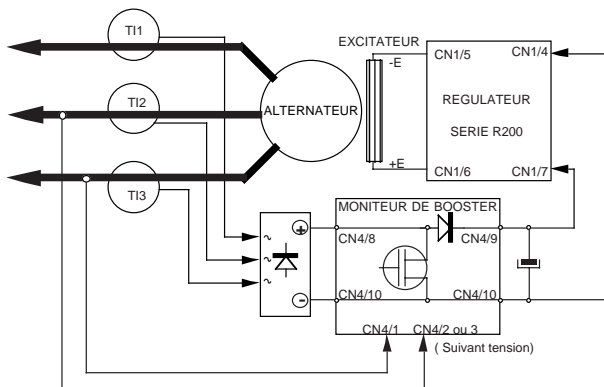 TI1
EXCITATEUR
CN1/5
CN1/4
-E
TI2
ALTERNATEUR
REGULATEUR
SERIE R200
+E
CN1/6
CN1/7
TI3
MONITEUR DE BOOSTER
+
~
CN4/8
CN4/9
~
~
-
CN4/10
CN4/10
CN4/1
CN4/2 ou 3
( Suivant tension)